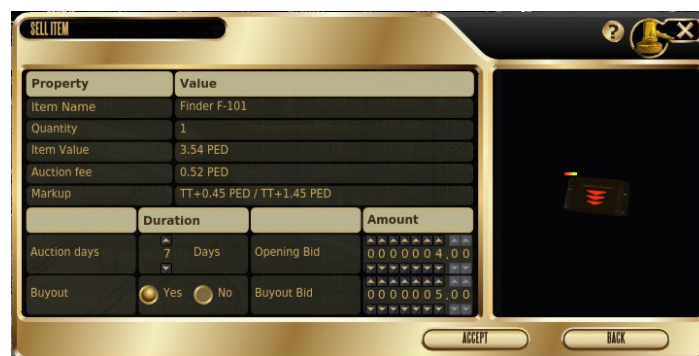 SELL ITEM
?
X
Property Value
Item Name Finder F-101
Quantity 1
Item Value 3.54 PED
Auction fee 0.52 PED
Markup TT+0.45 PED / TT+1.45 PED
Duration Amount
Auction days 7 Days Opening Bid 0000004,00
Buyout Yes No Buyout Bid 0000005,00
ACCEPT BACK